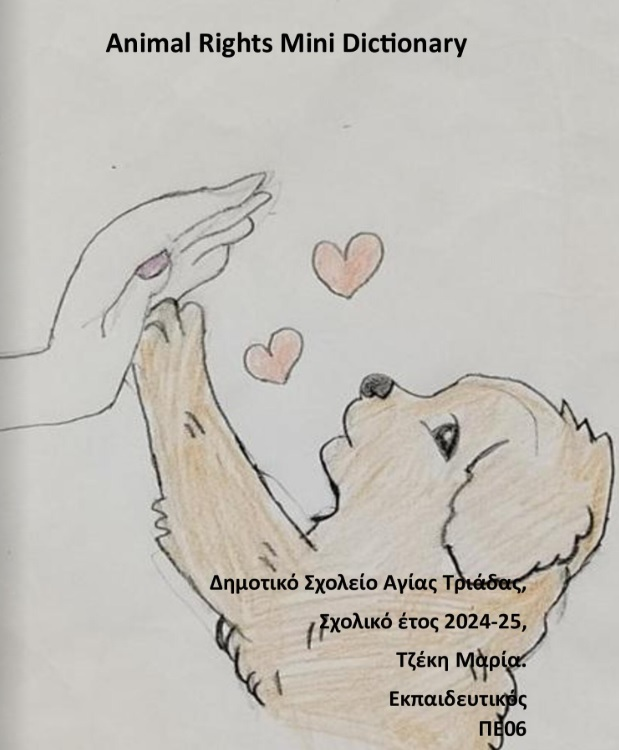 Animal Rights Mini Dictionary
Δημοτικό Σχολείο Αγίας Τριάδας,
Σχολικό έτος 2024-25,
Τζέκη Μαρία.
Εκπαιδευτικός
ΠΕ06